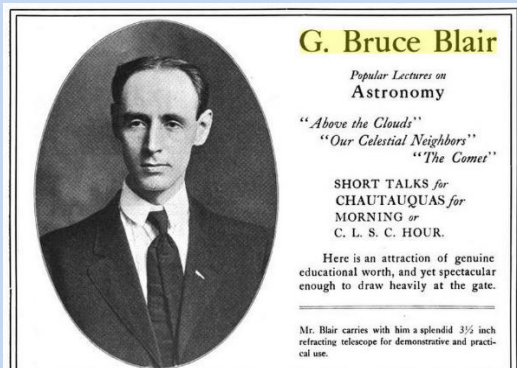 G. Bruce Blair
Popular Lectures on
Astronomy
"Above the Clouds"
"Our Celestial Neighbors"
"The Comet"
SHORT TALKS for
CHAUTAUQUAS for
MORNING or
C. L. S. C. HOUR.
Here is an attraction of genuine
educational worth, and yet spectacular
enough to draw heavily at the gate.
Mr. Blair carries with him a splendid 3½ inch
refracting telescope for demonstrative and practi-
cal use.